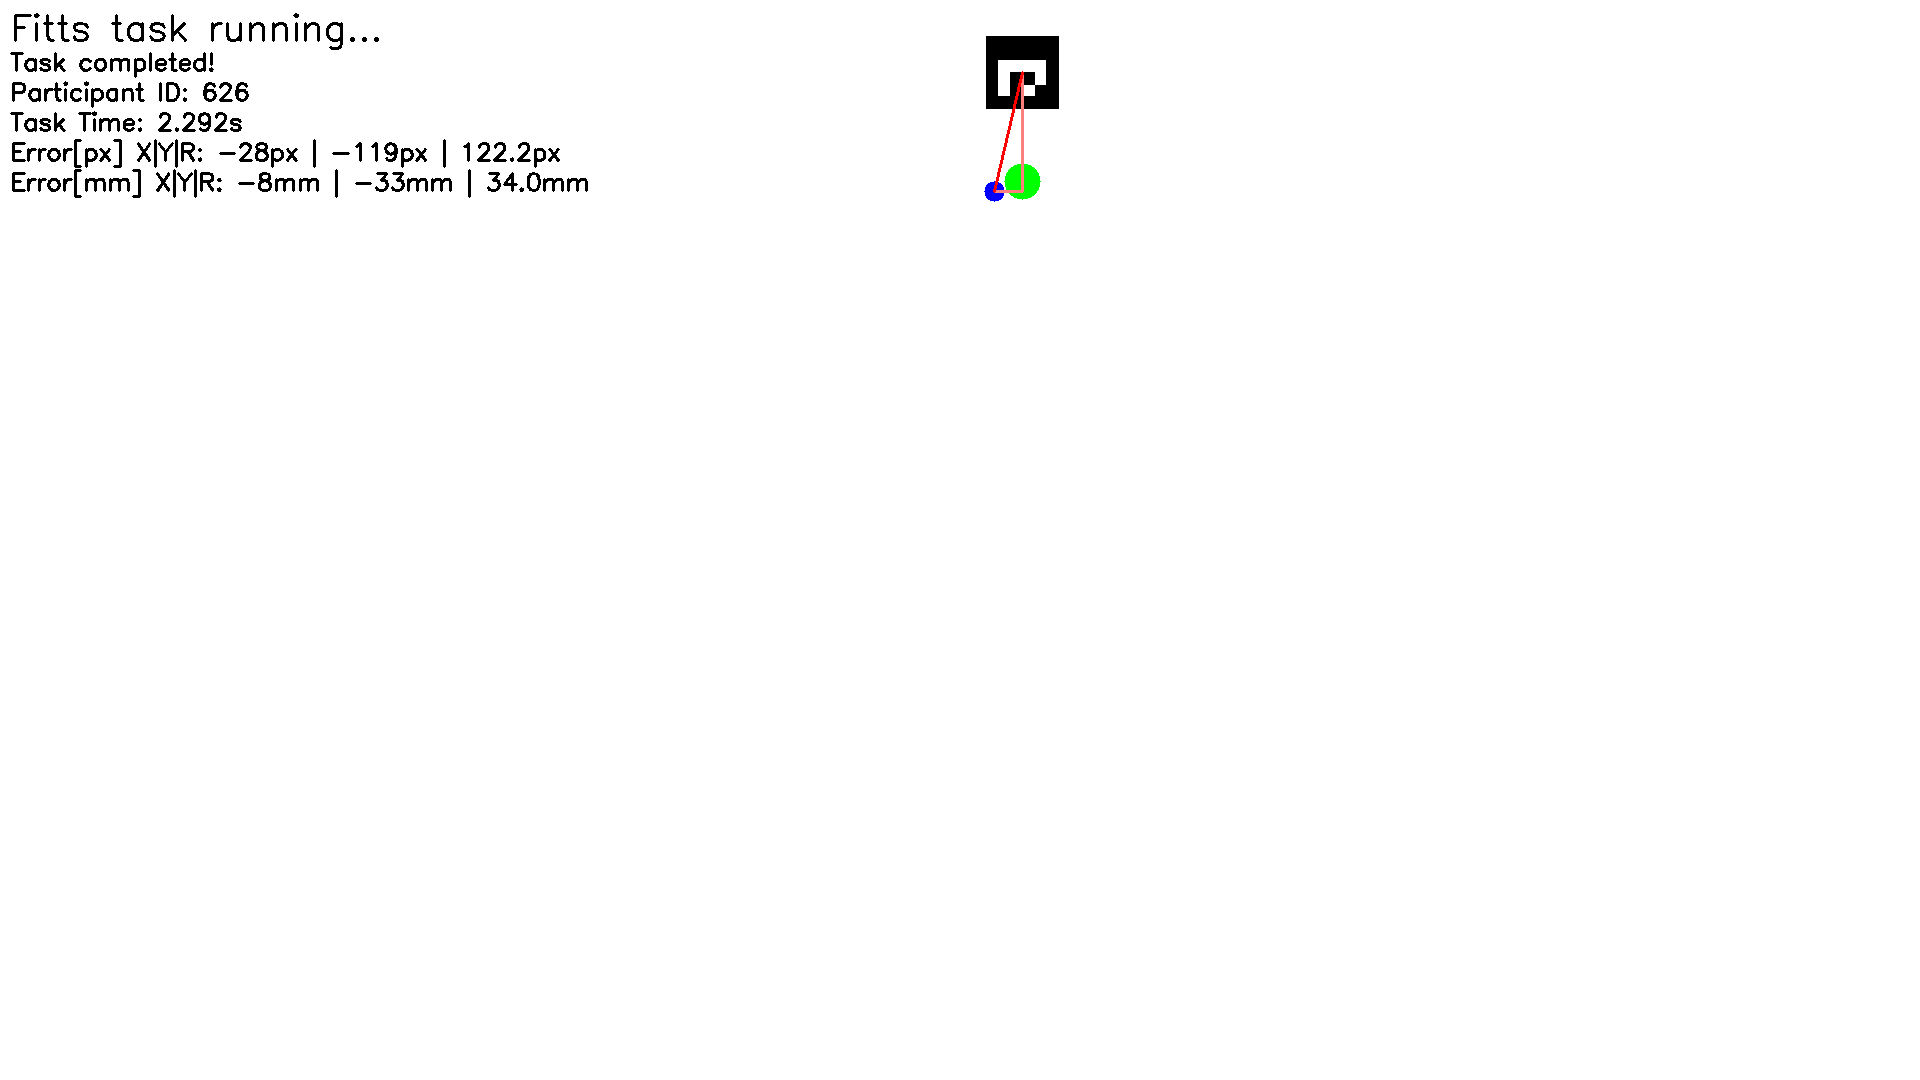 Fitts task running...
Task completed!
Participant ID: 626
Task Time: 2.292s
Error[px] X|Y|R: -28px | -119px | 122.2px
Error[mm] X|Y|R: -8mm | -33mm | 34.0mm